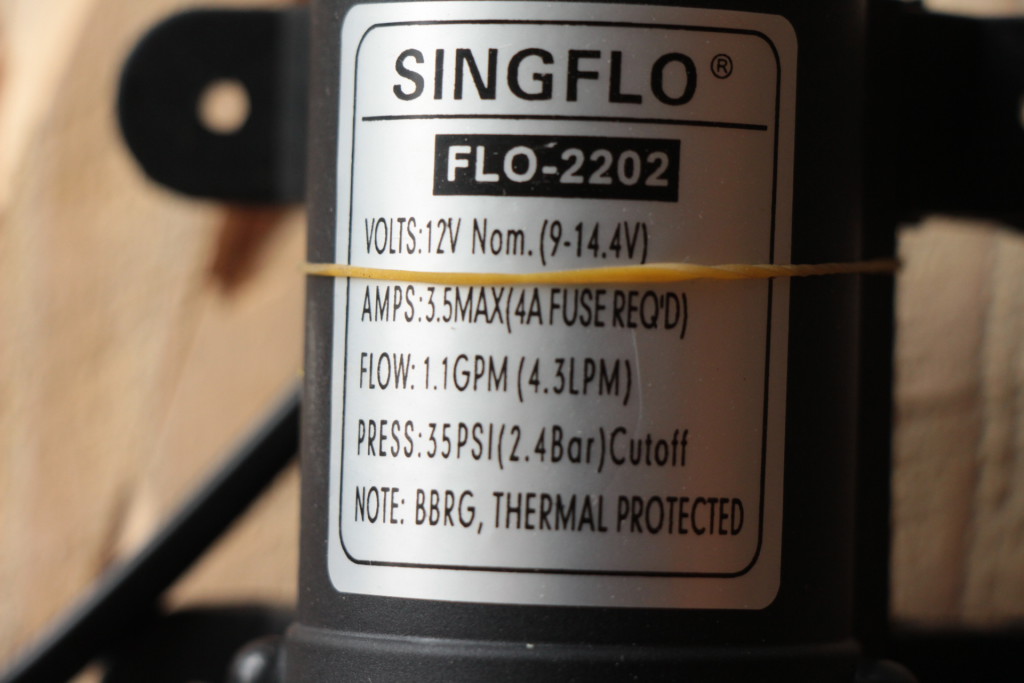 SINGFLO®
FLO-2202
VOLTS:12V Nom.(9-14.4V)
AMPS:3.5MAX(4A FUSE REQ'D)
FLOW: 1.1GPM (4.3LPM)
PRESS:35PSI(2.4Bar)Cutoff
NOTE: BBRG, THERMAL PROTECTED